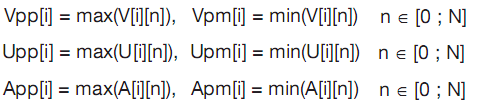 Vpp[i] = max(V[i][n]), Vpm[i] = min(V[i][n]) n ∈ [0 ; N]
Upp[i] = max(U[i][n]), Upm[i] = min(U[i][n]) n ∈ [0 ; N]
App[i] = max(A[i][n]), Apm[i] = min(A[i][n]) n ∈ [0 ; N]